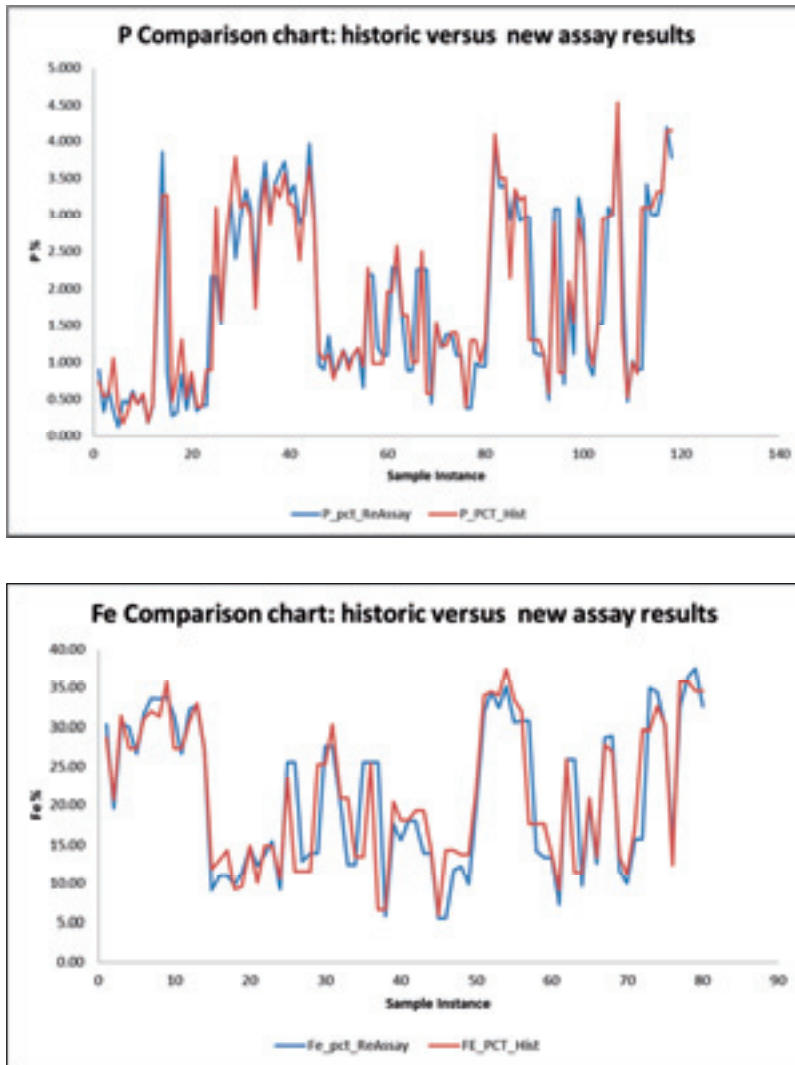 P Comparison chart: historic versus new assay results
5.000
4.500
4.000
3.500
3.000
2.500
2.000
1.500
1.000
0.500
0.000
P %
0 20 40 60 80 100 120 140
Sample Instance
P_pct_ReAssay P_PCT_Hist
Fe Comparison chart: historic versus new assay results
40.00
35.00
30.00
25.00
20.00
15.00
10.00
5.00
0.00
Fe %
0 10 20 30 40 50 60 70 80 90
Sample Instance
Fe_pct_ReAssay FE_PCT_Hist